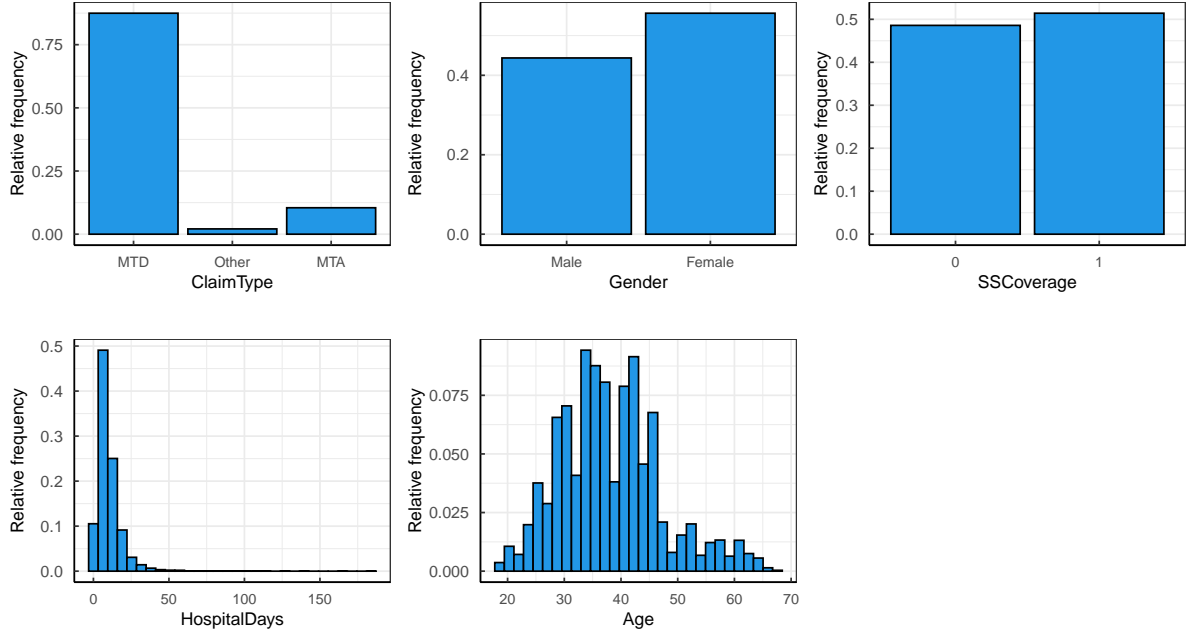 Relative frequency
0.75
0.50
0.25
0.00
MTD Other MTA
ClaimType
Relative frequency
0.4
0.2
0.0
Male Female
Gender
Relative frequency
0.5
0.4
0.3
0.2
0.1
0.0
0 1
SSCoverage
Relative frequency
0.5
0.4
0.3
0.2
0.1
0.0
0 50 100 150
HospitalDays
Relative frequency
0.075
0.050
0.025
0.000
20 30 40 50 60 70
Age